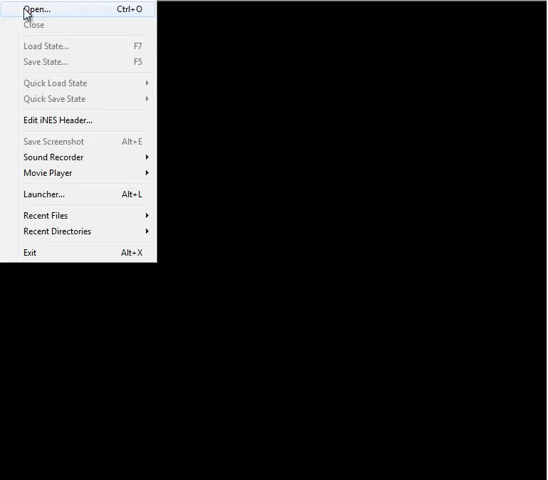 Open... Ctrl+O
Close
Load State... F7
Save State... F5
Quick Load State
Quick Save State
Edit iNES Header...
Save Screenshot Alt+E
Sound Recorder
Movie Player
Launcher... Alt+L
Recent Files
Recent Directories
Exit Alt+X